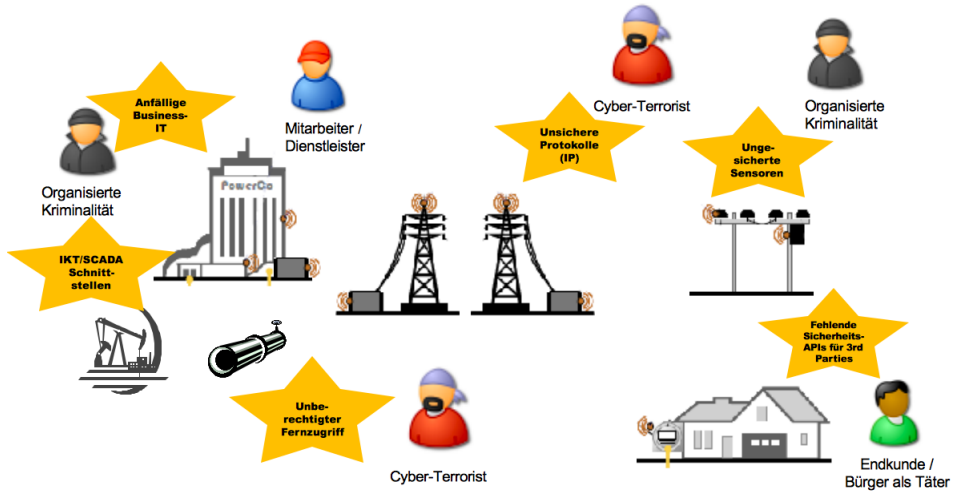 Anfällige
Business-
IT
Mitarbeiter /
Dienstleister
Organisierte
Kriminalität
PowerCo
IKT/SCADA
Schnitt-
stellen
Unbe-
rechtigter
Fernzugriff
Cyber-Terrorist
Cyber-Terrorist
Unsichere
Protokolle
(IP)
Organisierte
Kriminalität
Unge-
sicherte
Sensoren
Fehlende
Sicherheits-
APIs für 3rd
Parties
Endkunde /
Bürger als Täter